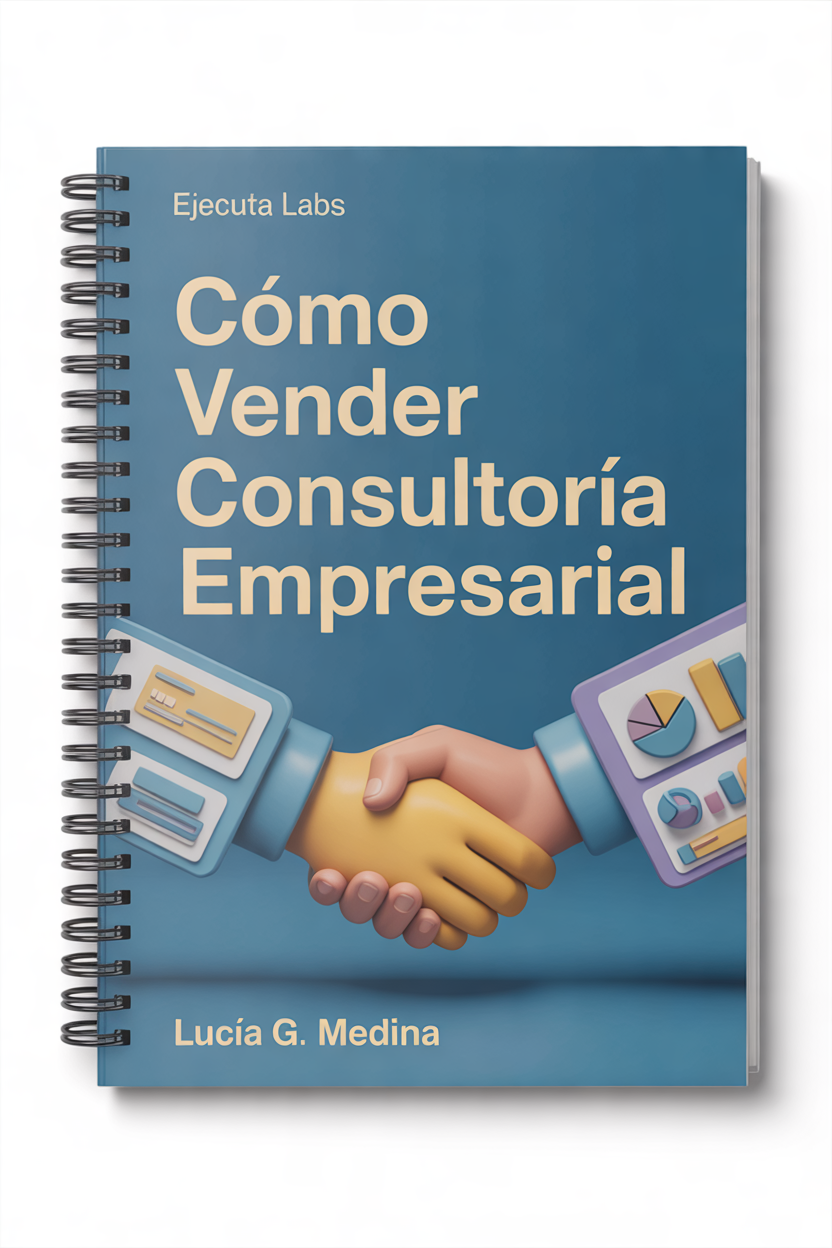 Ejecuta Labs
Cómo
Vender
Consultoría
Empresarial
Lucía G. Medina